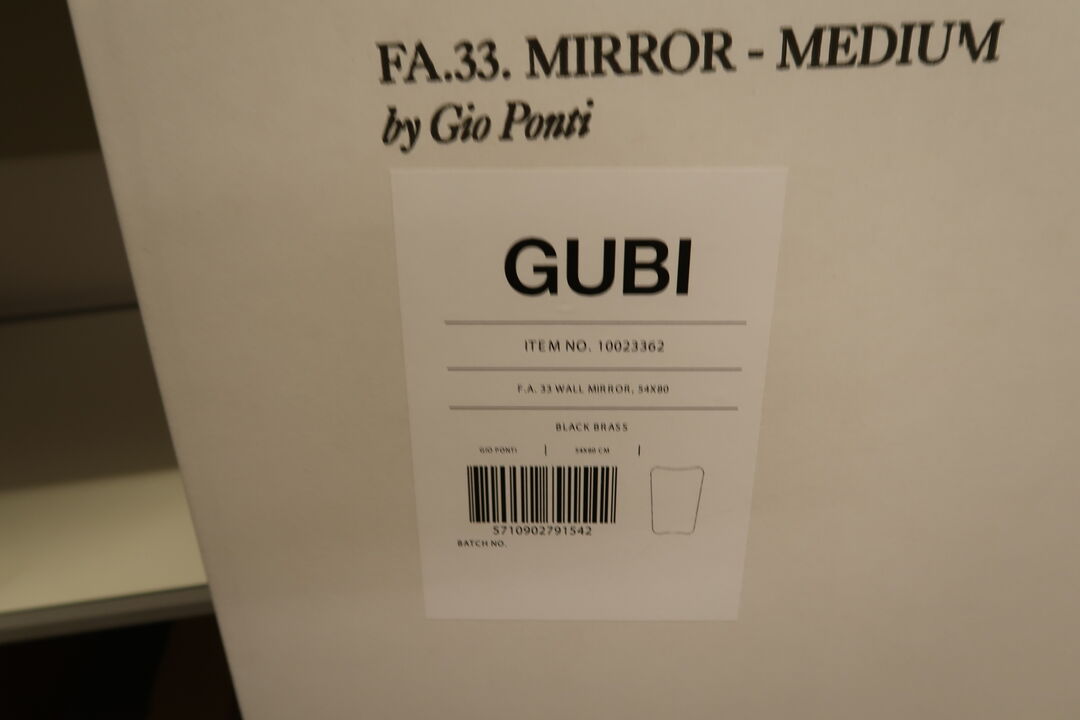 FA.33. MIRROR - MEDIUM
by Gio Ponti
GUBI
ITEM NO. 10023362
F.A. 33 WALL MIRROR, 54X80
BLACK BRASS
GIO PONTI | 54X80 CM |
5710902791542
BATCH NO.